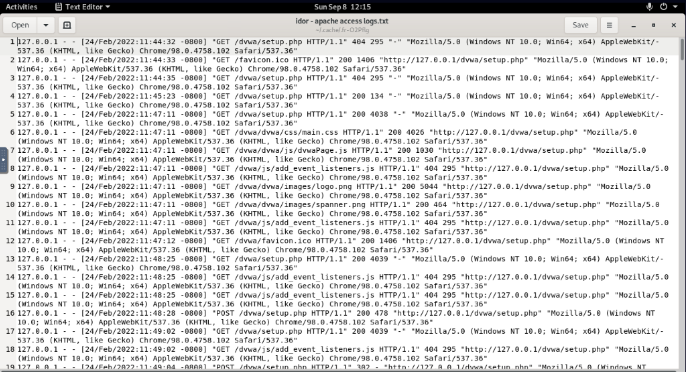 Activities Text Editor Sun Sep 8 12:15
Open idor - apache access logs.txt Save
1 127.0.0.1 - - [24/Feb/2022:11:44:32 -0800] "GET /dvwa/setup.php HTTP/1.1" 404 295 "-" "Mozilla/5.0 (Windows NT 10.0; Win64; x64) AppleWebKit/-
537.36 (KHTML, like Gecko) Chrome/98.0.4758.102 Safari/537.36"
2 127.0.0.1 - - [24/Feb/2022:11:44:33 -0800] "GET /favicon.ico HTTP/1.1" 200 1406 "http://127.0.0.1/dvwa/setup.php" "Mozilla/5.0 (Windows NT 10.0;
Win64; x64) AppleWebKit/537.36 (KHTML, like Gecko) Chrome/98.0.4758.102 Safari/537.36"
3 127.0.0.1 - - [24/Feb/2022:11:44:35 -0800] "GET /dvwa/setup.php HTTP/1.1" 404 295 "-" "Mozilla/5.0 (Windows NT 10.0; Win64; x64) AppleWebKit/-
537.36 (KHTML, like Gecko) Chrome/98.0.4758.102 Safari/537.36"
4 127.0.0.1 - - [24/Feb/2022:11:45:23 -0800] "GET /dvwa/setup.php HTTP/1.1" 200 134 "-" "Mozilla/5.0 (Windows NT 10.0; Win64; x64) AppleWebKit/-
537.36 (KHTML, like Gecko) Chrome/98.0.4758.102 Safari/537.36"
5 127.0.0.1 - - [24/Feb/2022:11:47:11 -0800] "GET /dvwa/setup.php HTTP/1.1" 200 4038 "-" "Mozilla/5.0 (Windows NT 10.0; Win64; x64) AppleWebKit/-
537.36 (KHTML, like Gecko) Chrome/98.0.4758.102 Safari/537.36"
6 127.0.0.1 - - [24/Feb/2022:11:47:11 -0800] "GET /dvwa/dvwa/css/main.css HTTP/1.1" 200 4026 "http://127.0.0.1/dvwa/setup.php" "Mozilla/5.0
(Windows NT 10.0; Win64; x64) AppleWebKit/537.36 (KHTML, like Gecko) Chrome/98.0.4758.102 Safari/537.36"
7 127.0.0.1 - - [24/Feb/2022:11:47:11 -0800] "GET /dvwa/dvwa/js/dvwaPage.js HTTP/1.1" 200 1030 "http://127.0.0.1/dvwa/setup.php" "Mozilla/5.0
(Windows NT 10.0; Win64; x64) AppleWebKit/537.36 (KHTML, like Gecko) Chrome/98.0.4758.102 Safari/537.36"
8 127.0.0.1 - - [24/Feb/2022:11:47:11 -0800] "GET /dvwa/js/add_event_listeners.js HTTP/1.1" 404 295 "http://127.0.0.1/dvwa/setup.php" "Mozilla/5.0
(Windows NT 10.0; Win64; x64) AppleWebKit/537.36 (KHTML, like Gecko) Chrome/98.0.4758.102 Safari/537.36"
9 127.0.0.1 - - [24/Feb/2022:11:47:11 -0800] "GET /dvwa/dvwa/images/logo.png HTTP/1.1" 200 5044 "http://127.0.0.1/dvwa/setup.php" "Mozilla/5.0
(Windows NT 10.0; Win64; x64) AppleWebKit/537.36 (KHTML, like Gecko) Chrome/98.0.4758.102 Safari/537.36"
10 127.0.0.1 - - [24/Feb/2022:11:47:11 -0800] "GET /dvwa/dvwa/images/spanner.png HTTP/1.1" 200 464 "http://127.0.0.1/dvwa/setup.php" "Mozilla/5.0
(Windows NT 10.0; Win64; x64) AppleWebKit/537.36 (KHTML, like Gecko) Chrome/98.0.4758.102 Safari/537.36"
11 127.0.0.1 - - [24/Feb/2022:11:47:11 -0800] "GET /dvwa/js/add_event_listeners.js HTTP/1.1" 404 295 "http://127.0.0.1/dvwa/setup.php" "Mozilla/5.0
(Windows NT 10.0; Win64; x64) AppleWebKit/537.36 (KHTML, like Gecko) Chrome/98.0.4758.102 Safari/537.36"
12 127.0.0.1 - - [24/Feb/2022:11:47:12 -0800] "GET /dvwa/favicon.ico HTTP/1.1" 200 1406 "http://127.0.0.1/dvwa/setup.php" "Mozilla/5.0 (Windows NT
10.0; Win64; x64) AppleWebKit/537.36 (KHTML, like Gecko) Chrome/98.0.4758.102 Safari/537.36"
13 127.0.0.1 - - [24/Feb/2022:11:48:25 -0800] "GET /dvwa/setup.php HTTP/1.1" 200 4039 "-" "Mozilla/5.0 (Windows NT 10.0; Win64; x64) AppleWebKit/-
537.36 (KHTML, like Gecko) Chrome/98.0.4758.102 Safari/537.36"
14 127.0.0.1 - - [24/Feb/2022:11:48:25 -0800] "GET /dvwa/js/add_event_listeners.js HTTP/1.1" 404 295 "http://127.0.0.1/dvwa/setup.php" "Mozilla/5.0
(Windows NT 10.0; Win64; x64) AppleWebKit/537.36 (KHTML, like Gecko) Chrome/98.0.4758.102 Safari/537.36"
15 127.0.0.1 - - [24/Feb/2022:11:48:25 -0800] "GET /dvwa/js/add_event_listeners.js HTTP/1.1" 404 295 "http://127.0.0.1/dvwa/setup.php" "Mozilla/5.0
(Windows NT 10.0; Win64; x64) AppleWebKit/537.36 (KHTML, like Gecko) Chrome/98.0.4758.102 Safari/537.36"
16 127.0.0.1 - - [24/Feb/2022:11:48:28 -0800] "POST /dvwa/setup.php HTTP/1.1" 200 478 "http://127.0.0.1/dvwa/setup.php" "Mozilla/5.0 (Windows NT
10.0; Win64; x64) AppleWebKit/537.36 (KHTML, like Gecko) Chrome/98.0.4758.102 Safari/537.36"
17 127.0.0.1 - - [24/Feb/2022:11:49:02 -0800] "GET /dvwa/setup.php HTTP/1.1" 200 4039 "-" "Mozilla/5.0 (Windows NT 10.0; Win64; x64) AppleWebKit/-
537.36 (KHTML, like Gecko) Chrome/98.0.4758.102 Safari/537.36"
18 127.0.0.1 - - [24/Feb/2022:11:49:02 -0800] "GET /dvwa/js/add_event_listeners.js HTTP/1.1" 404 295 "http://127.0.0.1/dvwa/setup.php" "Mozilla/5.0
(Windows NT 10.0; Win64; x64) AppleWebKit/537.36 (KHTML, like Gecko) Chrome/98.0.4758.102 Safari/537.36"
19 127.0.0.1 - - [24/Feb/2022:11:49:04 -0800] "POST /dvwa/setup.php HTTP/1.1" 302 - "http://127.0.0.1/dvwa/setup.php" "Mozilla/5.0 (Windows NT